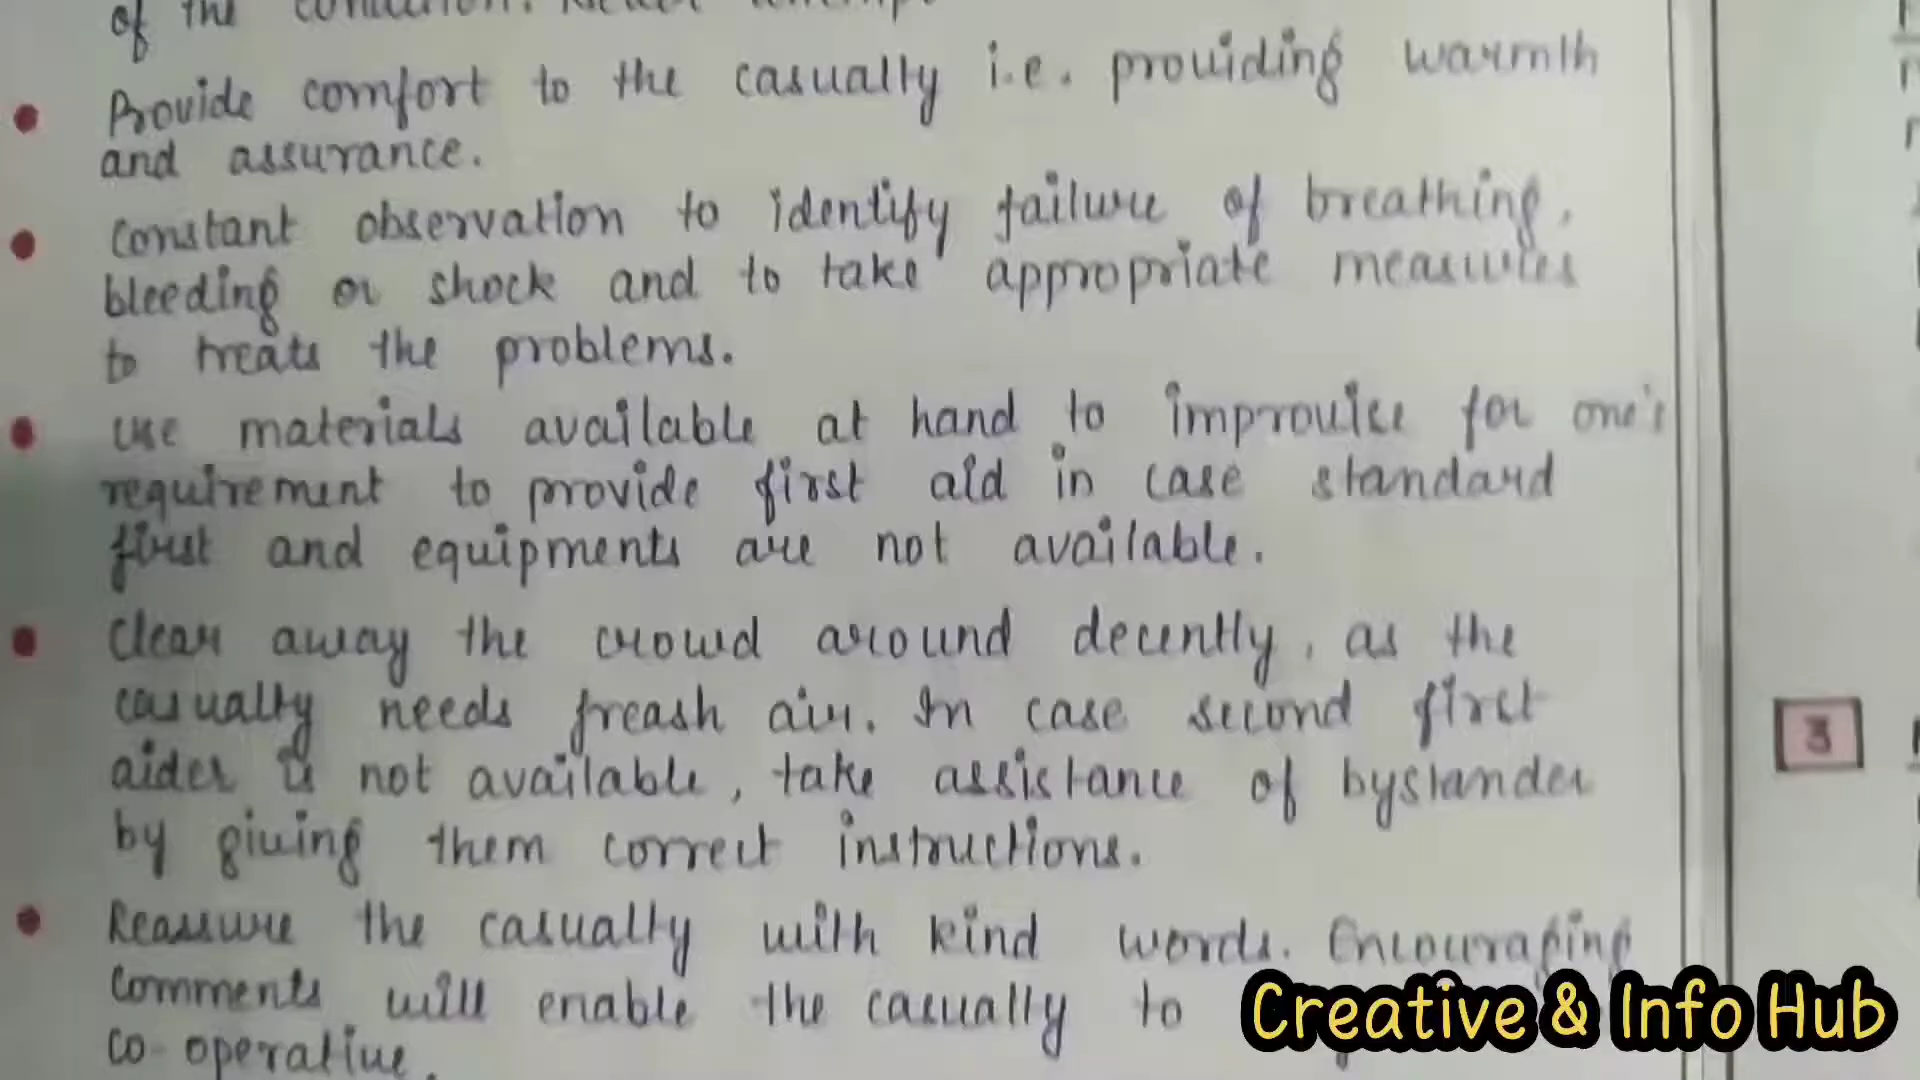 of the condition.
Provide comfort to the casualty i.e. providing warmth
and assurance.
Constant observation to identify failure of breathing,
bleeding or shock and to take appropriate measures
to treats the problems.
Use materials available at hand to improvise for one's
requirement to provide first aid in case standard
first and equipments are not available.
Clear away the crowd around decently, as the
casualty needs freash air. In case second first
aider is not available, take assistance of bystander
by giving them correct instructions.
Reassure the casualty with kind words. Encouraging
comments will enable the casualty to
co-operative.
3
Creative & Info Hub